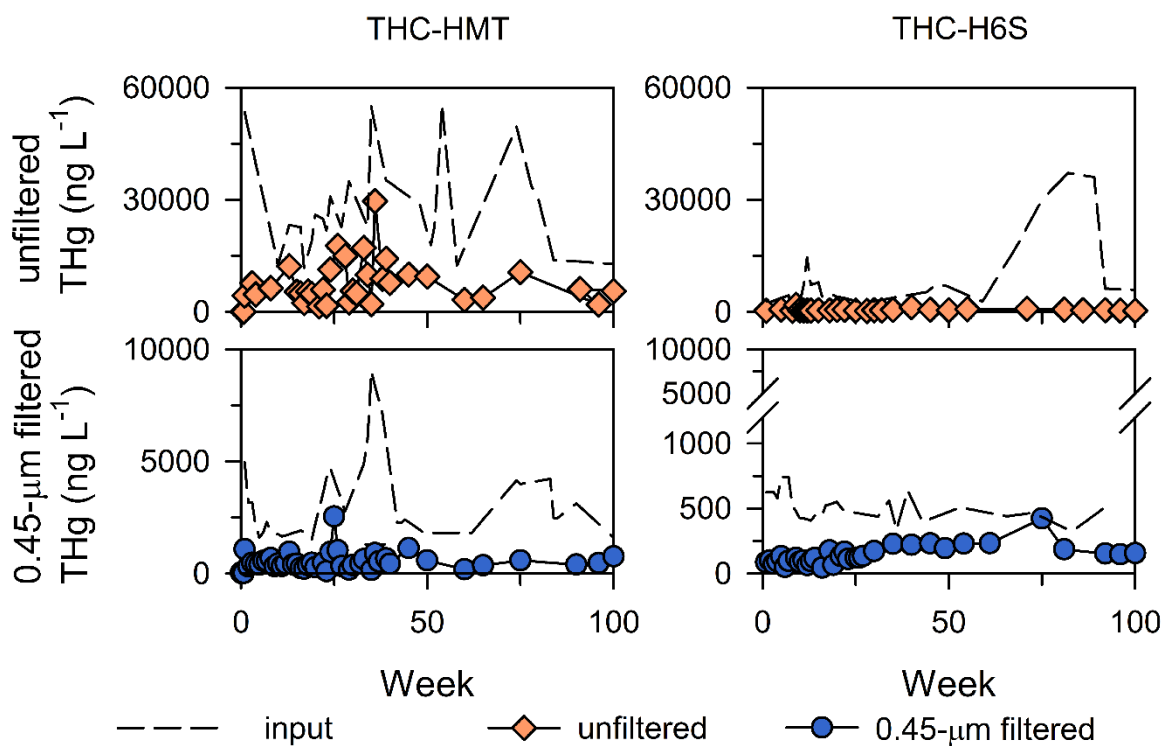 THC-HMT THC-H6S
unfiltered
THg (ng L⁻¹)
60000
30000
0
60000
30000
0
0.45-μm filtered
THg (ng L⁻¹)
10000
5000
0
10000
5000
1000
500
0
0 50 100
0 50 100
Week Week
input unfiltered 0.45-μm filtered